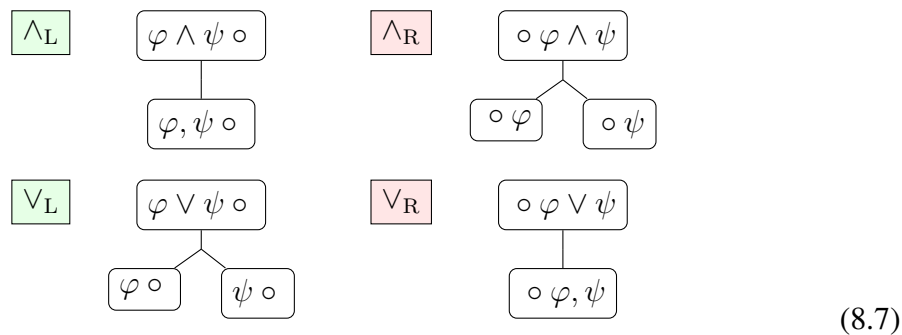 ∧L φ ∧ ψ ∘ ∧R ∘ φ ∧ ψ
φ, ψ ∘ ∘ φ ∘ ψ
∨L φ ∨ ψ ∘ ∨R ∘ φ ∨ ψ
φ ∘ ψ ∘ ∘ φ, ψ
(8.7)